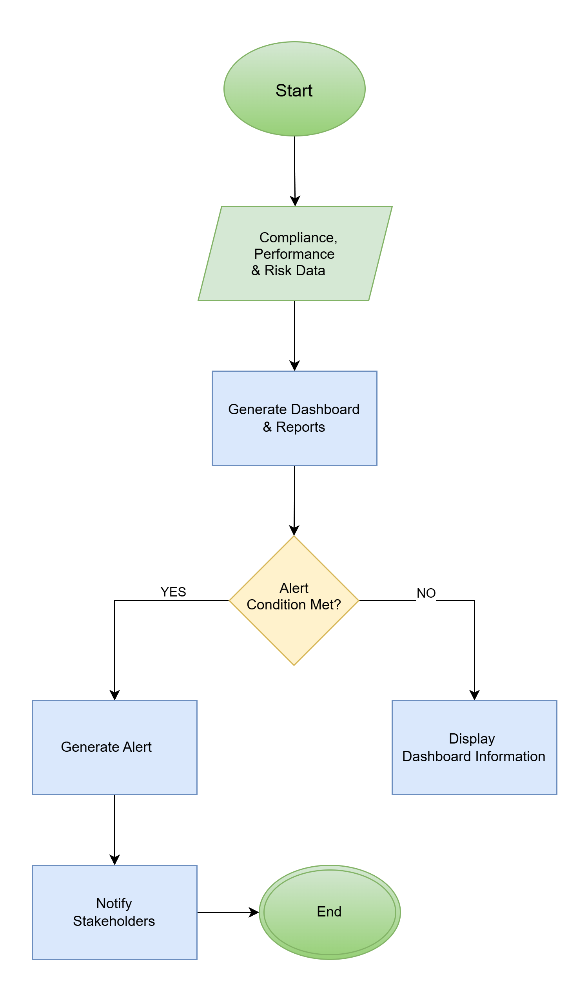 Start
Compliance,
Performance
& Risk Data
Generate Dashboard
& Reports
Alert
Condition Met?
YES
NO
Generate Alert
Display
Dashboard Information
Notify
Stakeholders
End